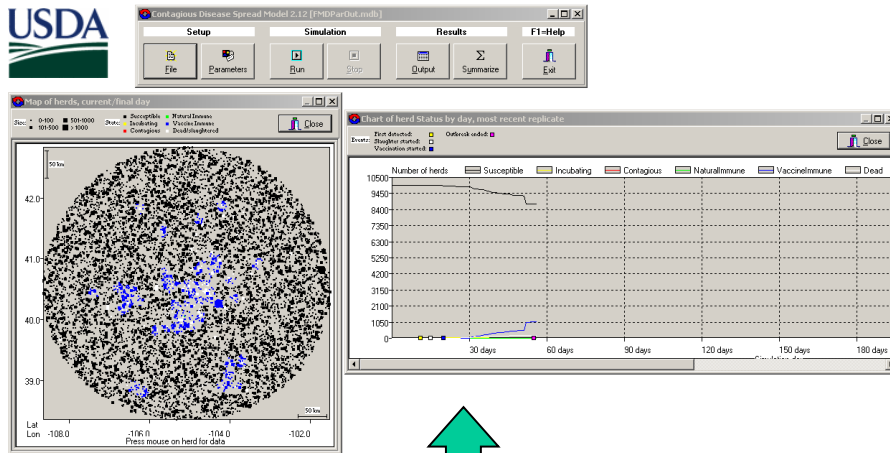 USDA
Contagious Disease Spread Model 2.12 [FMDParOut.mdb]
Setup Simulation Results F1=Help
File Parameters Run Stop Output Summarize Exit
Map of herds, current/final day
Size: 0-100 501-1000 101-500 >1000
State: Susceptible Natural Immune
Incubating Vaccine Immune
Contagious Dead/slaughtered
Close
50 km
42.0
41.0
40.0
39.0
50 km
Lat
Lon -108.0 -106.0 -104.0 -102.0
Press mouse on herd for data
Chart of herd Status by day, most recent replicate
Events: First detected: Outbreak ended:
Slaughter started:
Vaccination started:
Close
Number of herds Susceptible Incubating Contagious NaturalImmune VaccineImmune Dead
10500
9450
8400
7350
6300
5250
4200
3150
2100
1050
0
30 days 60 days 90 days 120 days 150 days 180 days